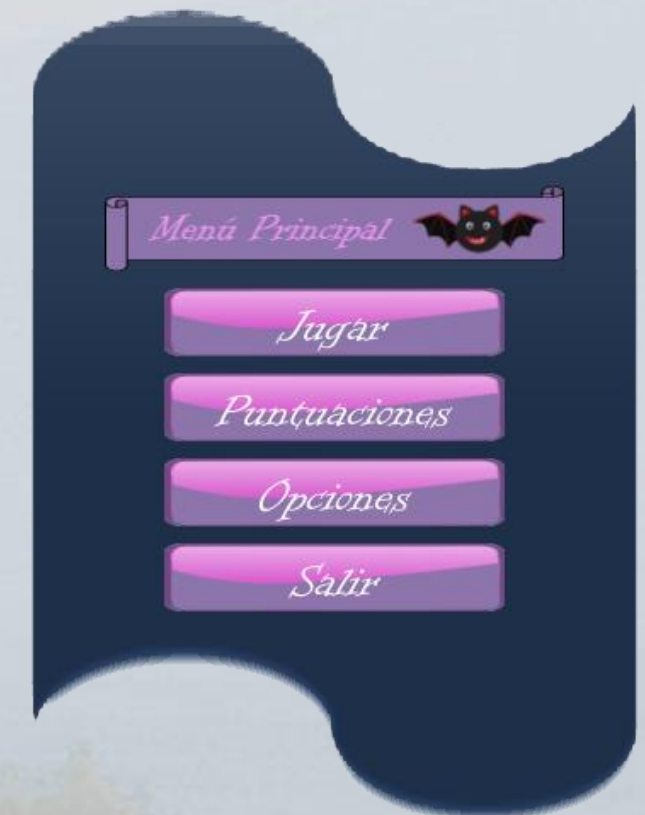 Menú Principal
Jugar
Puntuaciones
Opciones
Salir